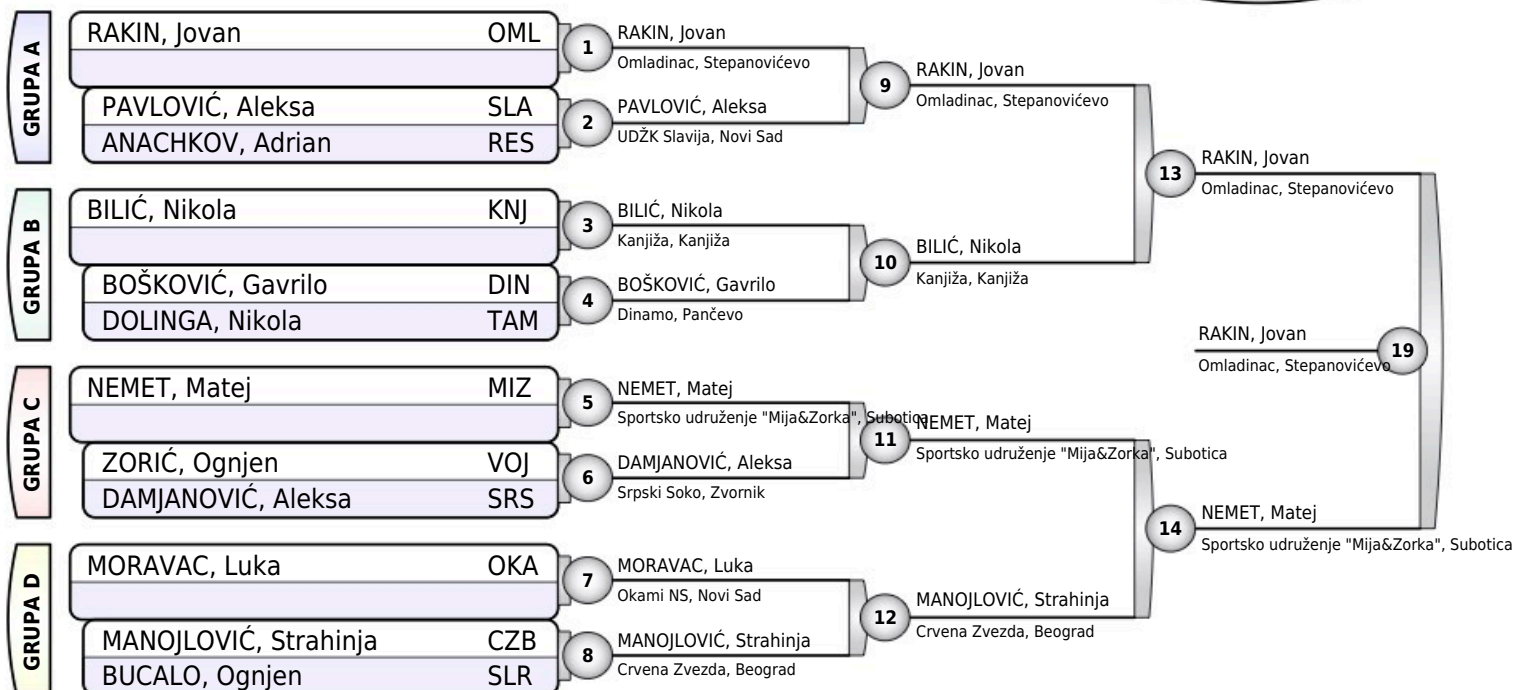 GRUPA A
RAKIN, Jovan OML
PAVLOVIĆ, Aleksa SLA
ANACHKOV, Adrian RES
GRUPA B
BILIĆ, Nikola KNJ
BOŠKOVIĆ, Gavrilo DIN
DOLINGA, Nikola TAM
GRUPA C
NEMET, Matej MIZ
ZORIĆ, Ognjen VOJ
DAMJANOVIĆ, Aleksa SRS
GRUPA D
MORAVAC, Luka OKA
MANOJLOVIĆ, Strahinja CZB
BUCALO, Ognjen SLR
1
RAKIN, Jovan
Omladinac, Stepanovićevo
2
PAVLOVIĆ, Aleksa
UDŽK Slavija, Novi Sad
3
BILIĆ, Nikola
Kanjiža, Kanjiža
4
BOŠKOVIĆ, Gavrilo
Dinamo, Pančevo
5
NEMET, Matej
Sportsko udruženje "Mija&Zorka", Subotica
6
DAMJANOVIĆ, Aleksa
Srpski Soko, Zvornik
7
MORAVAC, Luka
Okami NS, Novi Sad
8
MANOJLOVIĆ, Strahinja
Crvena Zvezda, Beograd
9
RAKIN, Jovan
Omladinac, Stepanovićevo
10
BILIĆ, Nikola
Kanjiža, Kanjiža
11
NEMET, Matej
Sportsko udruženje "Mija&Zorka", Subotica
12
MANOJLOVIĆ, Strahinja
Crvena Zvezda, Beograd
13
RAKIN, Jovan
Omladinac, Stepanovićevo
14
NEMET, Matej
Sportsko udruženje "Mija&Zorka", Subotica
RAKIN, Jovan
Omladinac, Stepanovićevo
19